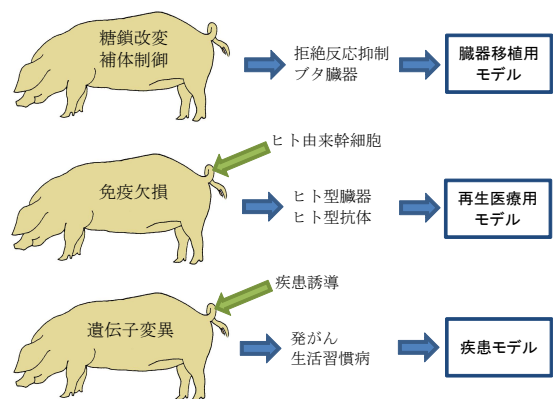 糖鎖改変
補体制御
拒絶反応抑制
ブタ臓器
臓器移植用
モデル
ヒト由来幹細胞
免疫欠損
ヒト型臓器
ヒト型抗体
再生医療用
モデル
疾患誘導
遺伝子変異
発がん
生活習慣病
疾患モデル